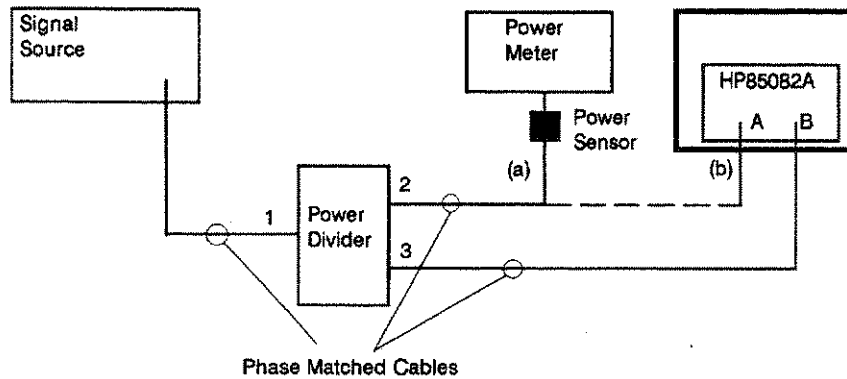 Signal
Source
Power
Meter
HP85082A
A B
Power
Sensor
(a)
(b)
1
Power
Divider
2
3
Phase Matched Cables